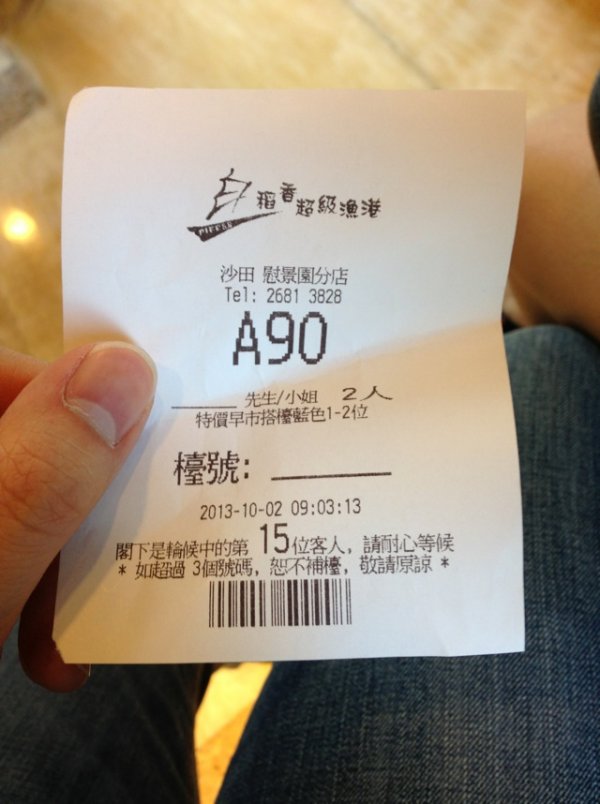 稻香超級漁港
沙田 慰景園分店
Tel: 2681 3828
A90
先生/小姐 2人
特價早市搭檯藍色1-2位
檯號:
2013-10-02 09:03:13
閣下是輪候中的第 15位客人, 請耐心等候
* 如超過 3個號碼, 恕不補檯, 敬請原諒 *